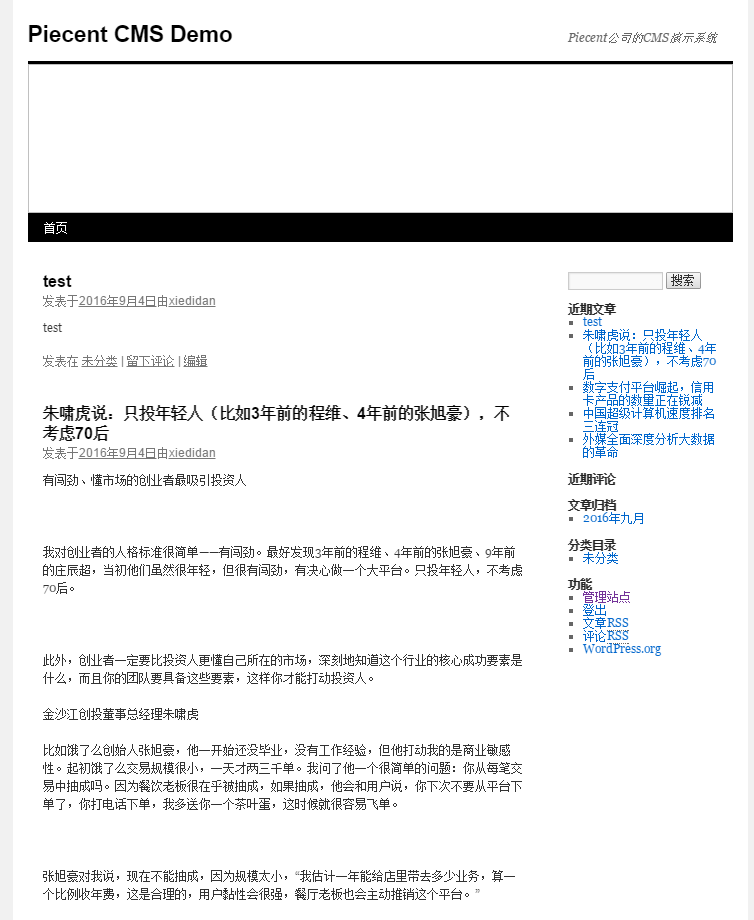 Piecent CMS Demo
Piecent公司的CMS演示系统
首页
test
发表于2016年9月4日由xiedidan
test
发表在 未分类 | 留下评论 | 编辑
朱啸虎说：只投年轻人（比如3年前的程维、4年前的张旭豪），不
考虑70后
发表于2016年9月4日由xiedidan
有闯劲、懂市场的创业者最吸引投资人
我对创业者的人格标准很简单——有闯劲。最好发现3年前的程维、4年前的张旭豪、9年前
的庄辰超，当初他们虽然很年轻，但很有闯劲，有决心做一个大平台。只投年轻人，不考虑
70后。
此外，创业者一定要比投资人更懂自己所在的市场，深刻地知道这个行业的核心成功要素是
什么，而且你的团队要具备这些要素，这样你才能打动投资人。
金沙江创投董事总经理朱啸虎
比如饿了么创始人张旭豪，他一开始还没毕业，没有工作经验，但他打动我的是商业敏感
性。起初饿了么交易规模很小，一天才两三千单。我问了他一个很简单的问题：你从每笔交
易中抽成吗。因为餐饮老板很在乎被抽成，如果抽成，他会和用户说，你下次不要从平台下
单了，你打电话下单，我多送你一个茶叶蛋，这时候就很容易飞单。
张旭豪对我说，现在不能抽成，因为规模太小，“我估计一年能给店里带去多少业务，算一
个比例收年费，这是合理的，用户黏性会很强，餐厅老板也会主动推销这个平台。”
搜索
近期文章
test
朱啸虎说：只投年轻人
（比如3年前的程维、4年
前的张旭豪），不考虑70
后
数字支付平台崛起，信用
卡产品的数量正在锐减
中国超级计算机速度排名
三连冠
外媒全面深度分析大数据
的革命
近期评论
文章归档
2016年九月
分类目录
未分类
功能
管理站点
登出
文章RSS
评论RSS
WordPress.org